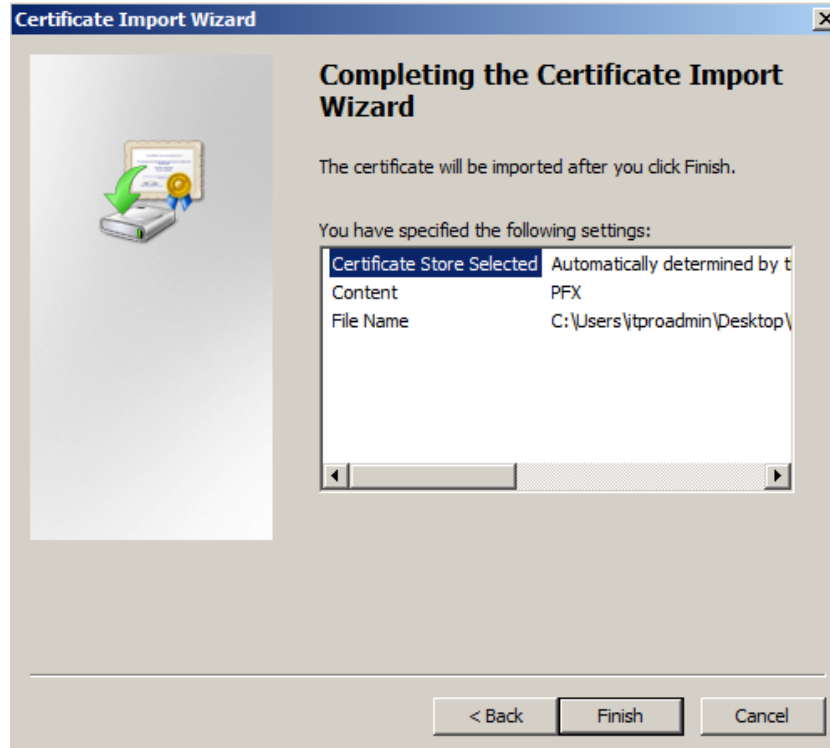 Certificate Import Wizard
Completing the Certificate Import
Wizard
The certificate will be imported after you click Finish.
You have specified the following settings:
Certificate Store Selected Automatically determined by t
Content PFX
File Name C:\Users\itproadmin\Desktop\
< Back Finish Cancel